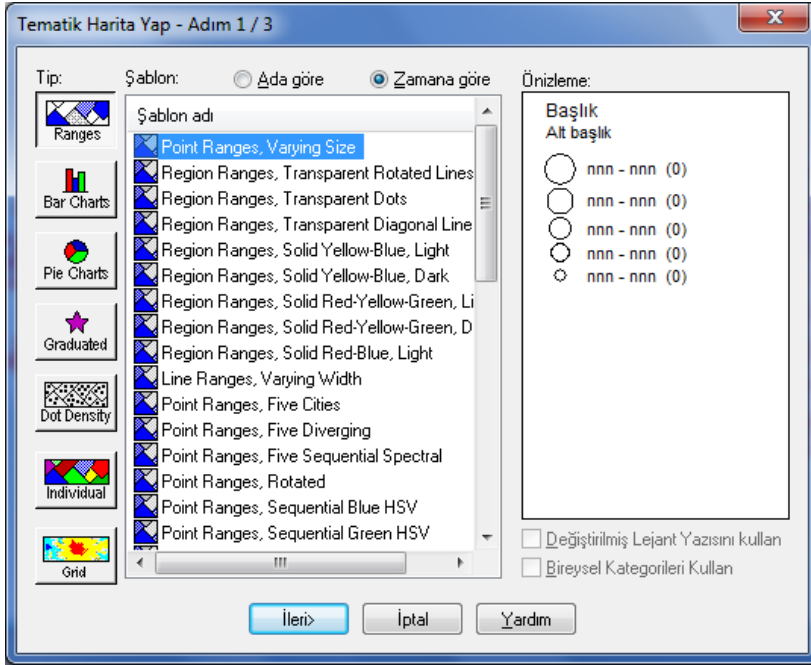 Tematik Harita Yap - Adım 1 / 3
Tip:
Şablon:
Ada göre
Zamana göre
Önizleme:
Ranges
Bar Charts
Pie Charts
Graduated
Dot Density
Individual
Grid
Şablon adı
Point Ranges, Varying Size
Region Ranges, Transparent Rotated Lines
Region Ranges, Transparent Dots
Region Ranges, Transparent Diagonal Line
Region Ranges, Solid Yellow-Blue, Light
Region Ranges, Solid Yellow-Blue, Dark
Region Ranges, Solid Red-Yellow-Green, Li
Region Ranges, Solid Red-Yellow-Green, D
Region Ranges, Solid Red-Blue, Light
Line Ranges, Varying Width
Point Ranges, Five Cities
Point Ranges, Five Diverging
Point Ranges, Five Sequential Spectral
Point Ranges, Rotated
Point Ranges, Sequential Blue HSV
Point Ranges, Sequential Green HSV
Başlık
Alt başlık
nnn - nnn (0)
nnn - nnn (0)
nnn - nnn (0)
nnn - nnn (0)
nnn - nnn (0)
Değiştirilmiş Lejant Yazısını kullan
Bireysel Kategorileri Kullan
İleri>
İptal
Yardım